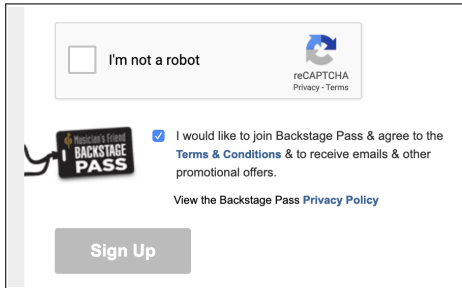 I'm not a robot
reCAPTCHA
Privacy - Terms
Musician's Friend
BACKSTAGE
PASS
I would like to join Backstage Pass & agree to the
Terms & Conditions & to receive emails & other
promotional offers.
View the Backstage Pass Privacy Policy
Sign Up